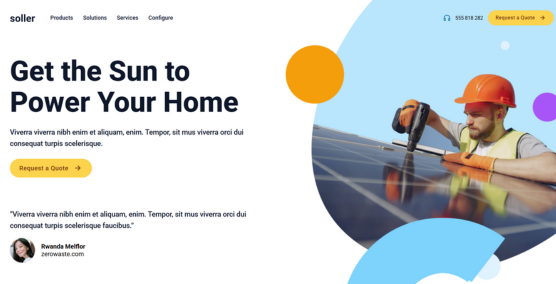 soller
Products Solutions Services Configure
555 818 282
Request a Quote →
Get the Sun to
Power Your Home
Viverra viverra nibh enim et aliquam, enim. Tempor, sit mus viverra orci dui
consequat turpis scelerisque.
Request a Quote →
“Viverra viverra nibh enim et aliquam, enim. Tempor, sit mus viverra orci dui
consequat turpis scelerisque faucibus.”
Rwanda Melflor
zerowaste.com